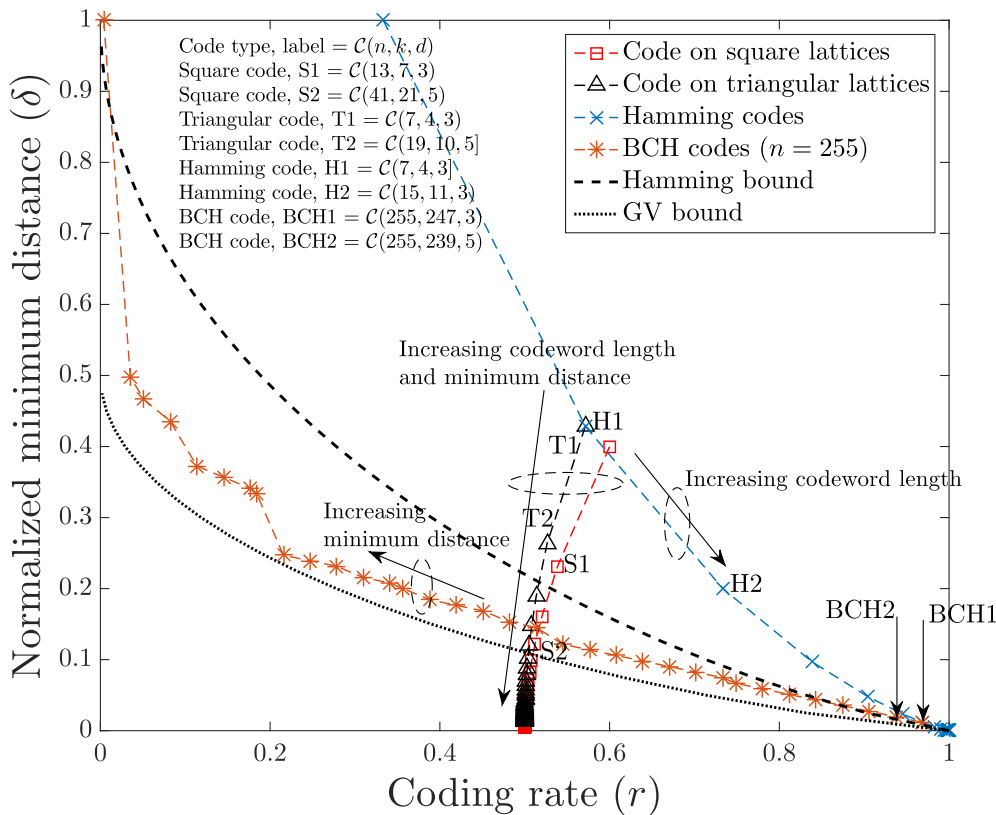 Code type, label = C(n, k, d)
Square code, S1 = C(13, 7, 3)
Square code, S2 = C(41, 21, 5)
Triangular code, T1 = C(7, 4, 3)
Triangular code, T2 = C(19, 10, 5]
Hamming code, H1 = C(7, 4, 3]
Hamming code, H2 = C(15, 11, 3)
BCH code, BCH1 = C(255, 247, 3)
BCH code, BCH2 = C(255, 239, 5)
Code on square lattices
Code on triangular lattices
Hamming codes
BCH codes (n = 255)
Hamming bound
GV bound
Increasing codeword length
and minimum distance
H1
T1
Increasing codeword length
Increasing
minimum distance
T2
S1
H2
BCH2
BCH1
S2
1
0.9
0.8
0.7
0.6
0.5
0.4
0.3
0.2
0.1
0
0
0.2
0.4
0.6
0.8
1
Normalized minimum distance (δ)
Coding rate (r)